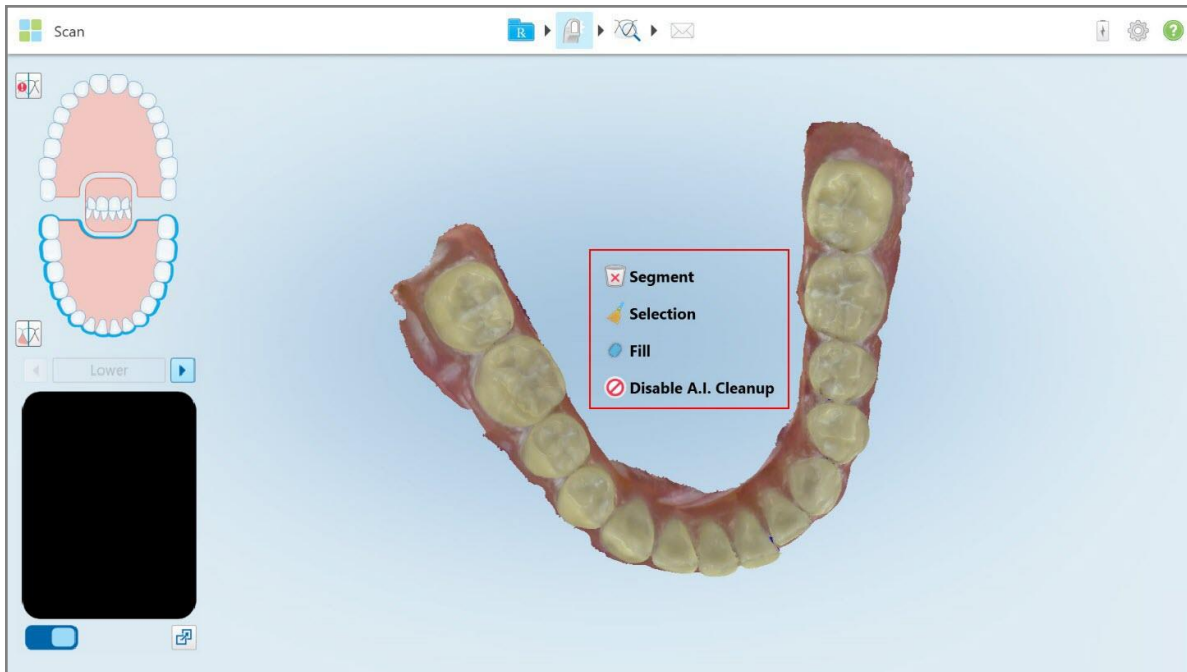 Scan
R
?
Segment
Selection
Fill
Disable A.I. Cleanup
Lower